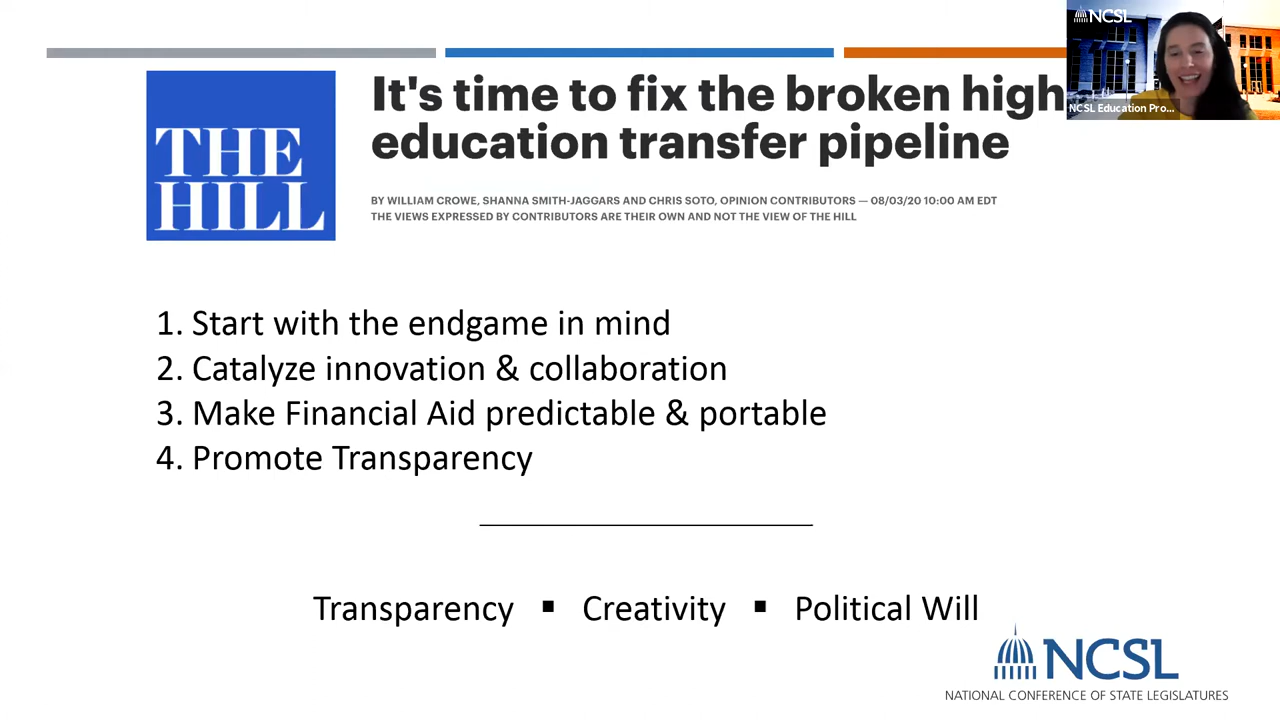 NCSL
NCSL Education Pro...
THE
HILL
It's time to fix the broken high
education transfer pipeline
BY WILLIAM CROWE, SHANNA SMITH-JAGGARS AND CHRIS SOTO, OPINION CONTRIBUTORS — 08/03/20 10:00 AM EDT
THE VIEWS EXPRESSED BY CONTRIBUTORS ARE THEIR OWN AND NOT THE VIEW OF THE HILL
1. Start with the endgame in mind
2. Catalyze innovation & collaboration
3. Make Financial Aid predictable & portable
4. Promote Transparency
Transparency ▪ Creativity ▪ Political Will
NCSL
NATIONAL CONFERENCE OF STATE LEGISLATURES